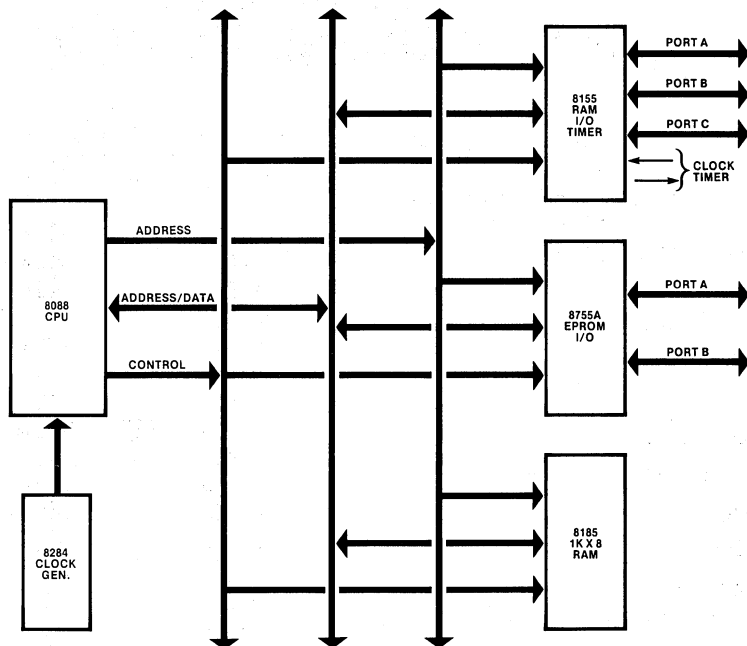 8155
RAM
I/O
TIMER
PORT A
PORT B
PORT C
CLOCK
TIMER
8088
CPU
ADDRESS
ADDRESS/DATA
CONTROL
8755A
EPROM
I/O
PORT A
PORT B
8284
CLOCK
GEN.
8185
1K X 8
RAM